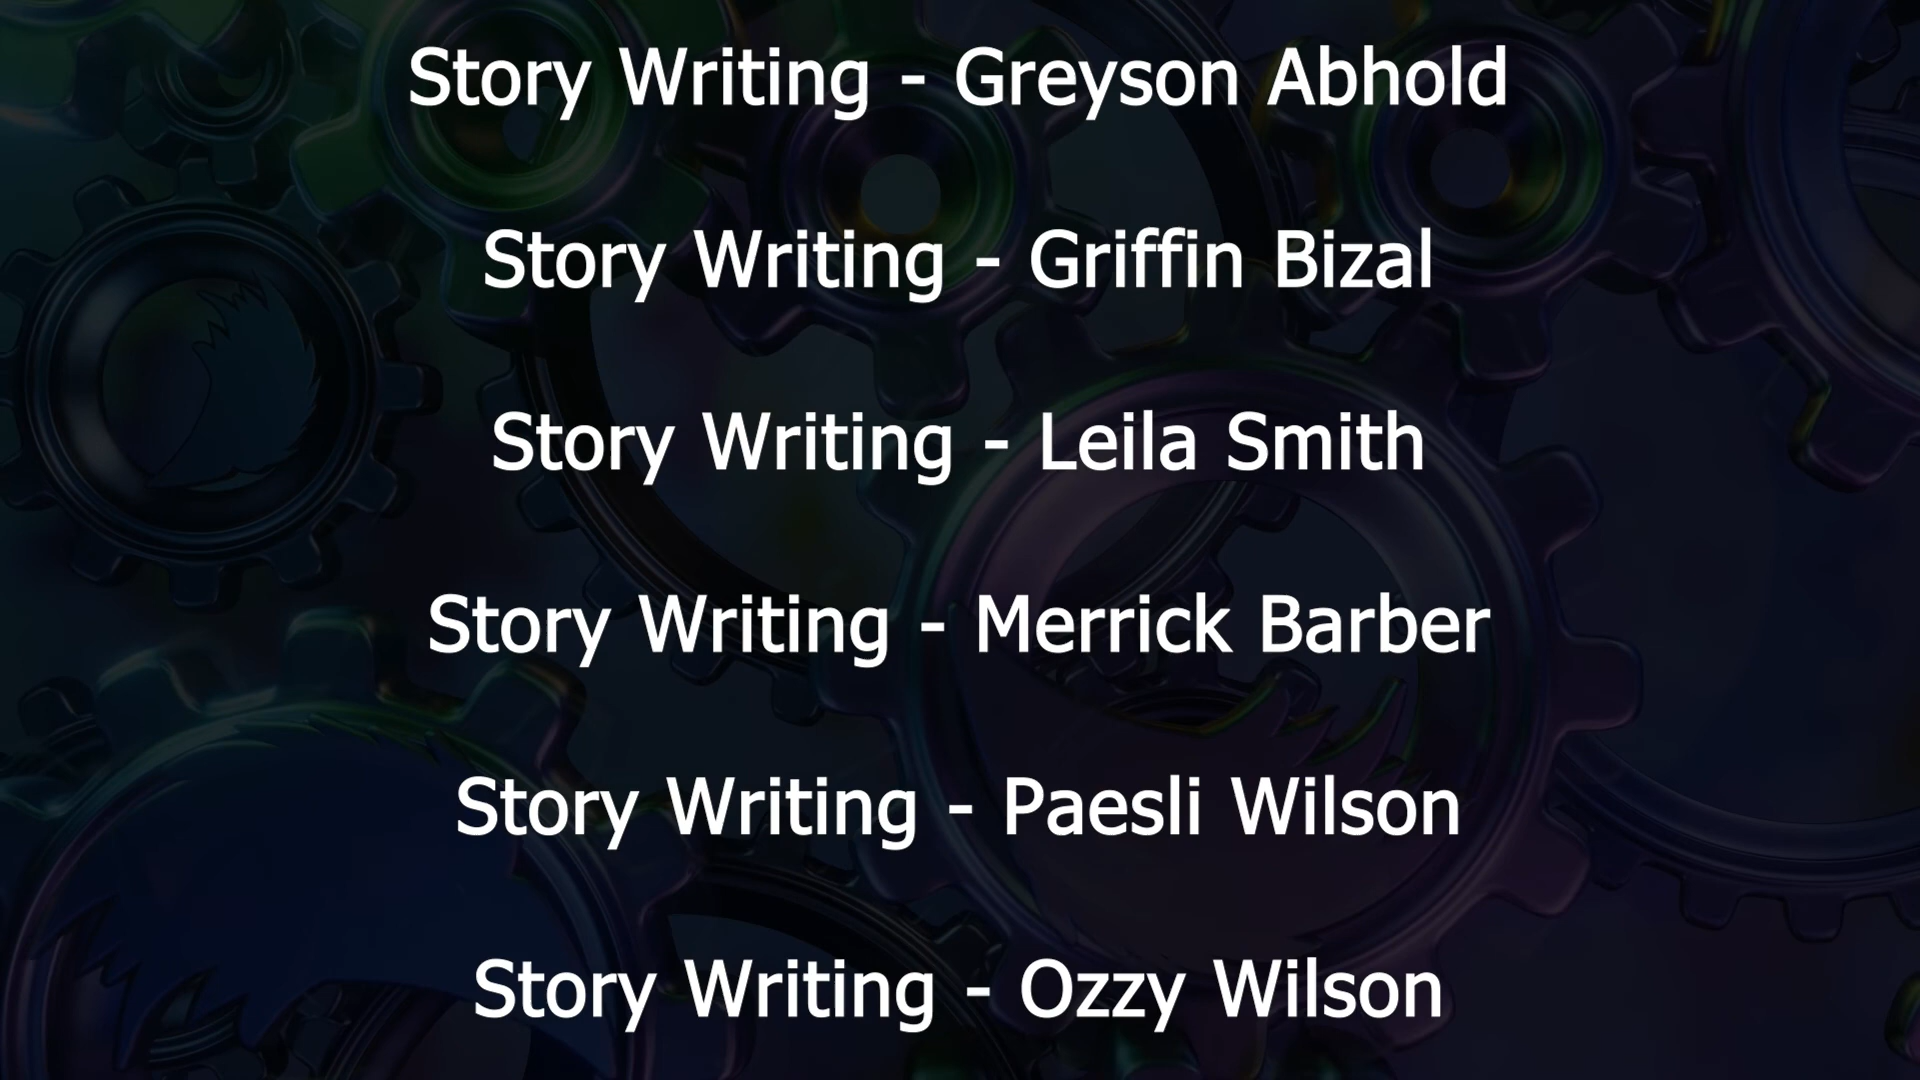 Story Writing - Greyson Abhold
Story Writing - Griffin Bizal
Story Writing - Leila Smith
Story Writing - Merrick Barber
Story Writing - Paesli Wilson
Story Writing - Ozzy Wilson